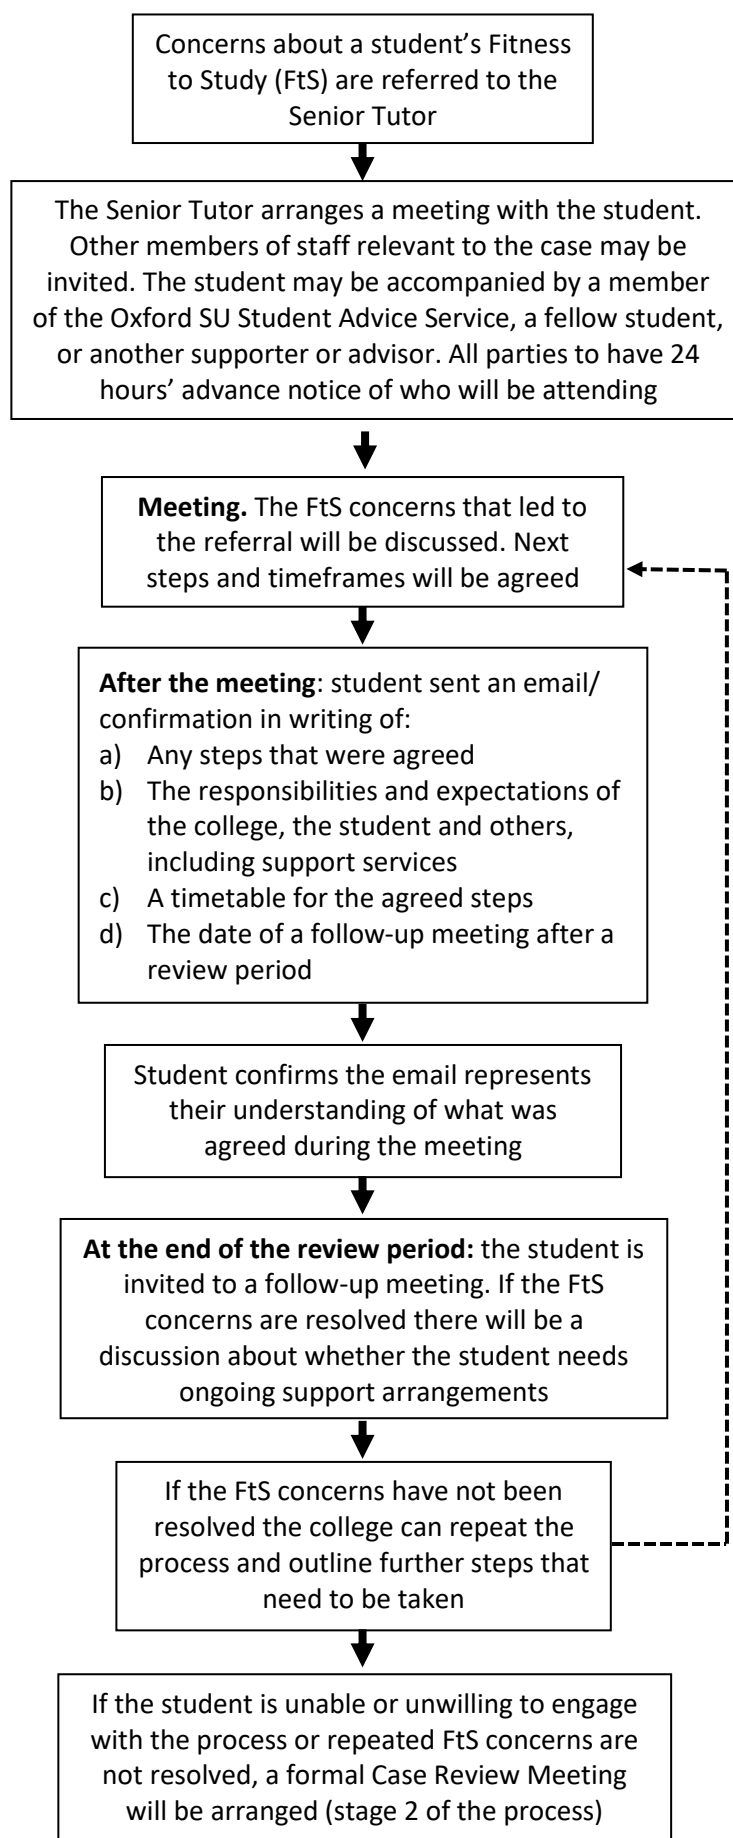 Concerns about a student’s Fitness
to Study (FtS) are referred to the
Senior Tutor
The Senior Tutor arranges a meeting with the student.
Other members of staff relevant to the case may be
invited. The student may be accompanied by a member
of the Oxford SU Student Advice Service, a fellow student,
or another supporter or advisor. All parties to have 24
hours’ advance notice of who will be attending
Meeting. The FtS concerns that led to
the referral will be discussed. Next
steps and timeframes will be agreed
After the meeting: student sent an email/
confirmation in writing of:
a) Any steps that were agreed
b) The responsibilities and expectations of
the college, the student and others,
including support services
c) A timetable for the agreed steps
d) The date of a follow-up meeting after a
review period
Student confirms the email represents
their understanding of what was
agreed during the meeting
At the end of the review period: the student is
invited to a follow-up meeting. If the FtS
concerns are resolved there will be a
discussion about whether the student needs
ongoing support arrangements
If the FtS concerns have not been
resolved the college can repeat the
process and outline further steps that
need to be taken
If the student is unable or unwilling to engage
with the process or repeated FtS concerns are
not resolved, a formal Case Review Meeting
will be arranged (stage 2 of the process)